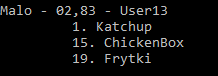 Malo - 02,83 - User13
1. Katchup
15. ChickenBox
19. Frytki